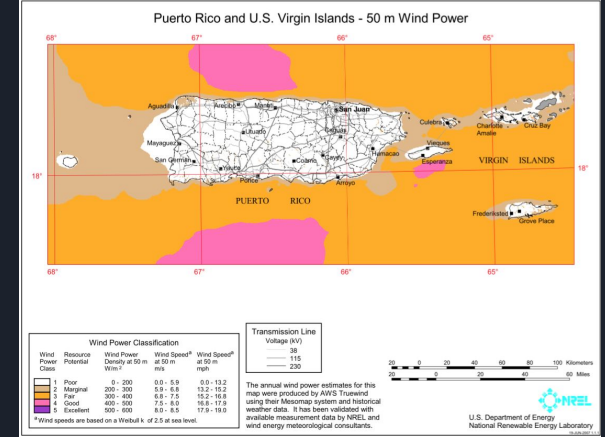 Puerto Rico and U.S. Virgin Islands - 50 m Wind Power
68° 67° 66° 65°
Aguadilla Arecibo Manati San Juan
Culebra Charlotte Amalie Cruz Bay
Utuado Caguas
Mayaguez Vieques
San German Coamo Cayey Humacao Esperanza VIRGIN ISLANDS
Yauco
18° Ponce Arroyo 18°
PUERTO RICO
Frederiksted
Grove Place
68° 67° 66° 65°
Wind Power Classification
Wind Power Class Resource Potential Wind Power Density at 50 m W/m 2 Wind Speed a at 50 m m/s Wind Speed a at 50 m mph
1 Poor 0 - 200 0.0 - 5.9 0.0 - 13.2
2 Marginal 200 - 300 5.9 - 6.8 13.2 - 15.2
3 Fair 300 - 400 6.8 - 7.5 15.2 - 16.8
4 Good 400 - 500 7.5 - 8.0 16.8 - 17.9
5 Excellent 500 - 600 8.0 - 8.5 17.9 - 19.0
a Wind speeds are based on a Weibull k of 2.5 at sea level.
Transmission Line
Voltage (kV)
38
115
230
The annual wind power estimates for this
map were produced by AWS Truewind
using their Mesomap system and historical
weather data. It has been validated with
available measurement data by NREL and
wind energy meteorological consultants.
20 0 20 40 60 80 100 Kilometers
20 0 20 40 60 Miles
NREL
U.S. Department of Energy
National Renewable Energy Laboratory